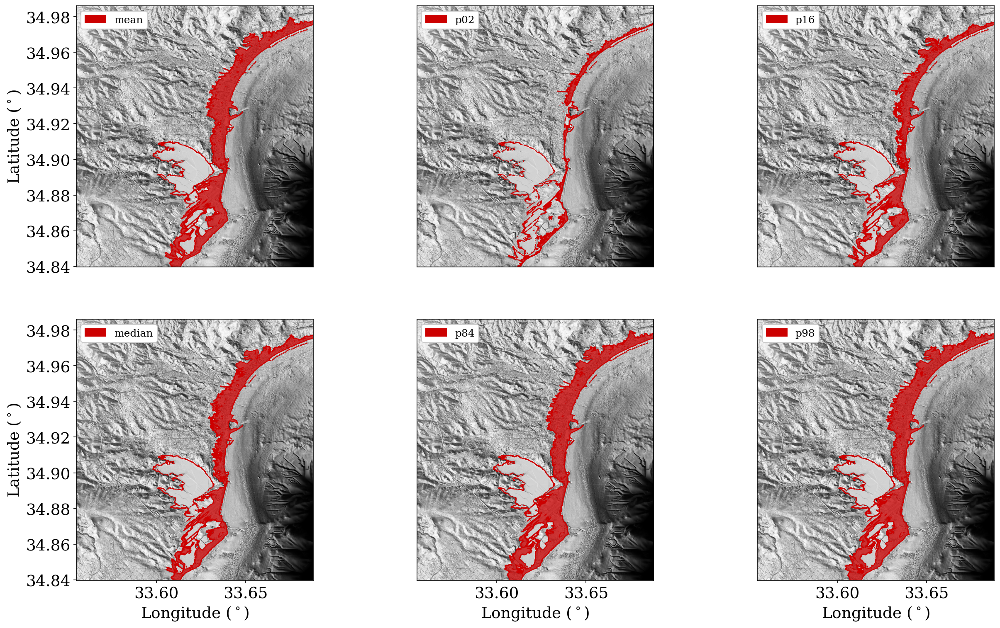 mean
p02
p16
34.98
34.96
34.94
34.92
34.90
34.88
34.86
34.84
Latitude (°)
median
p84
p98
34.98
34.96
34.94
34.92
34.90
34.88
34.86
34.84
Latitude (°)
33.60 33.65
33.60 33.65
33.60 33.65
Longitude (°)
Longitude (°)
Longitude (°)